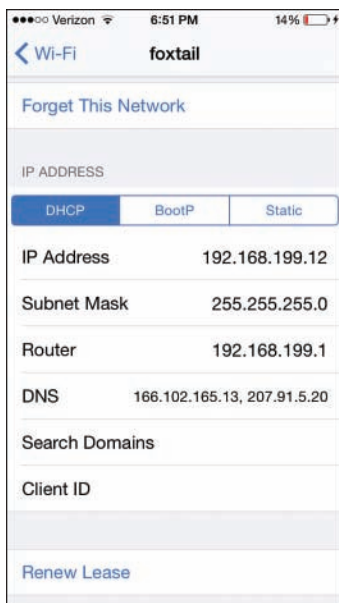 Verizon 6:51 PM 14%
Wi-Fi foxtail
Forget This Network
IP ADDRESS
DHCP BootP Static
IP Address 192.168.199.12
Subnet Mask 255.255.255.0
Router 192.168.199.1
DNS 166.102.165.13, 207.91.5.20
Search Domains
Client ID
Renew Lease